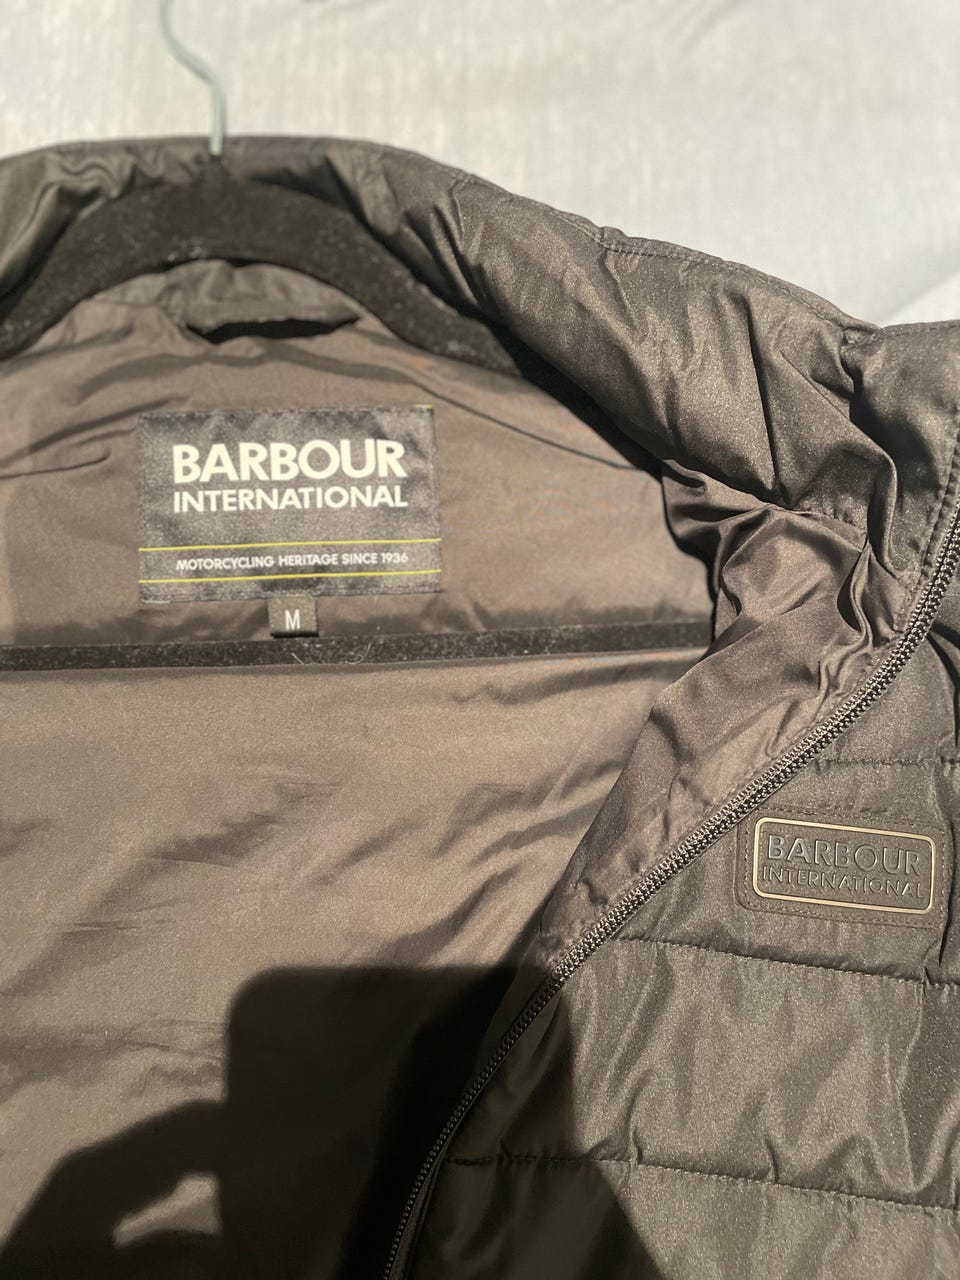 BARBOUR
INTERNATIONAL
MOTORCYCLING HERITAGE SINCE 1936
M
BARBOUR
INTERNATIONAL